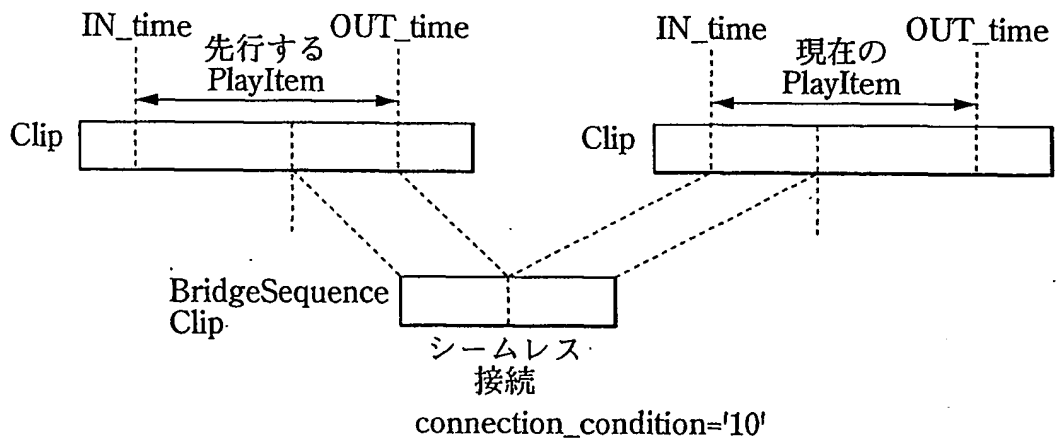 IN_time
OUT_time
先行する
PlayItem
Clip
IN_time
OUT_time
現在の
PlayItem
Clip
BridgeSequence
Clip
シームレス
接続
connection_condition='10'